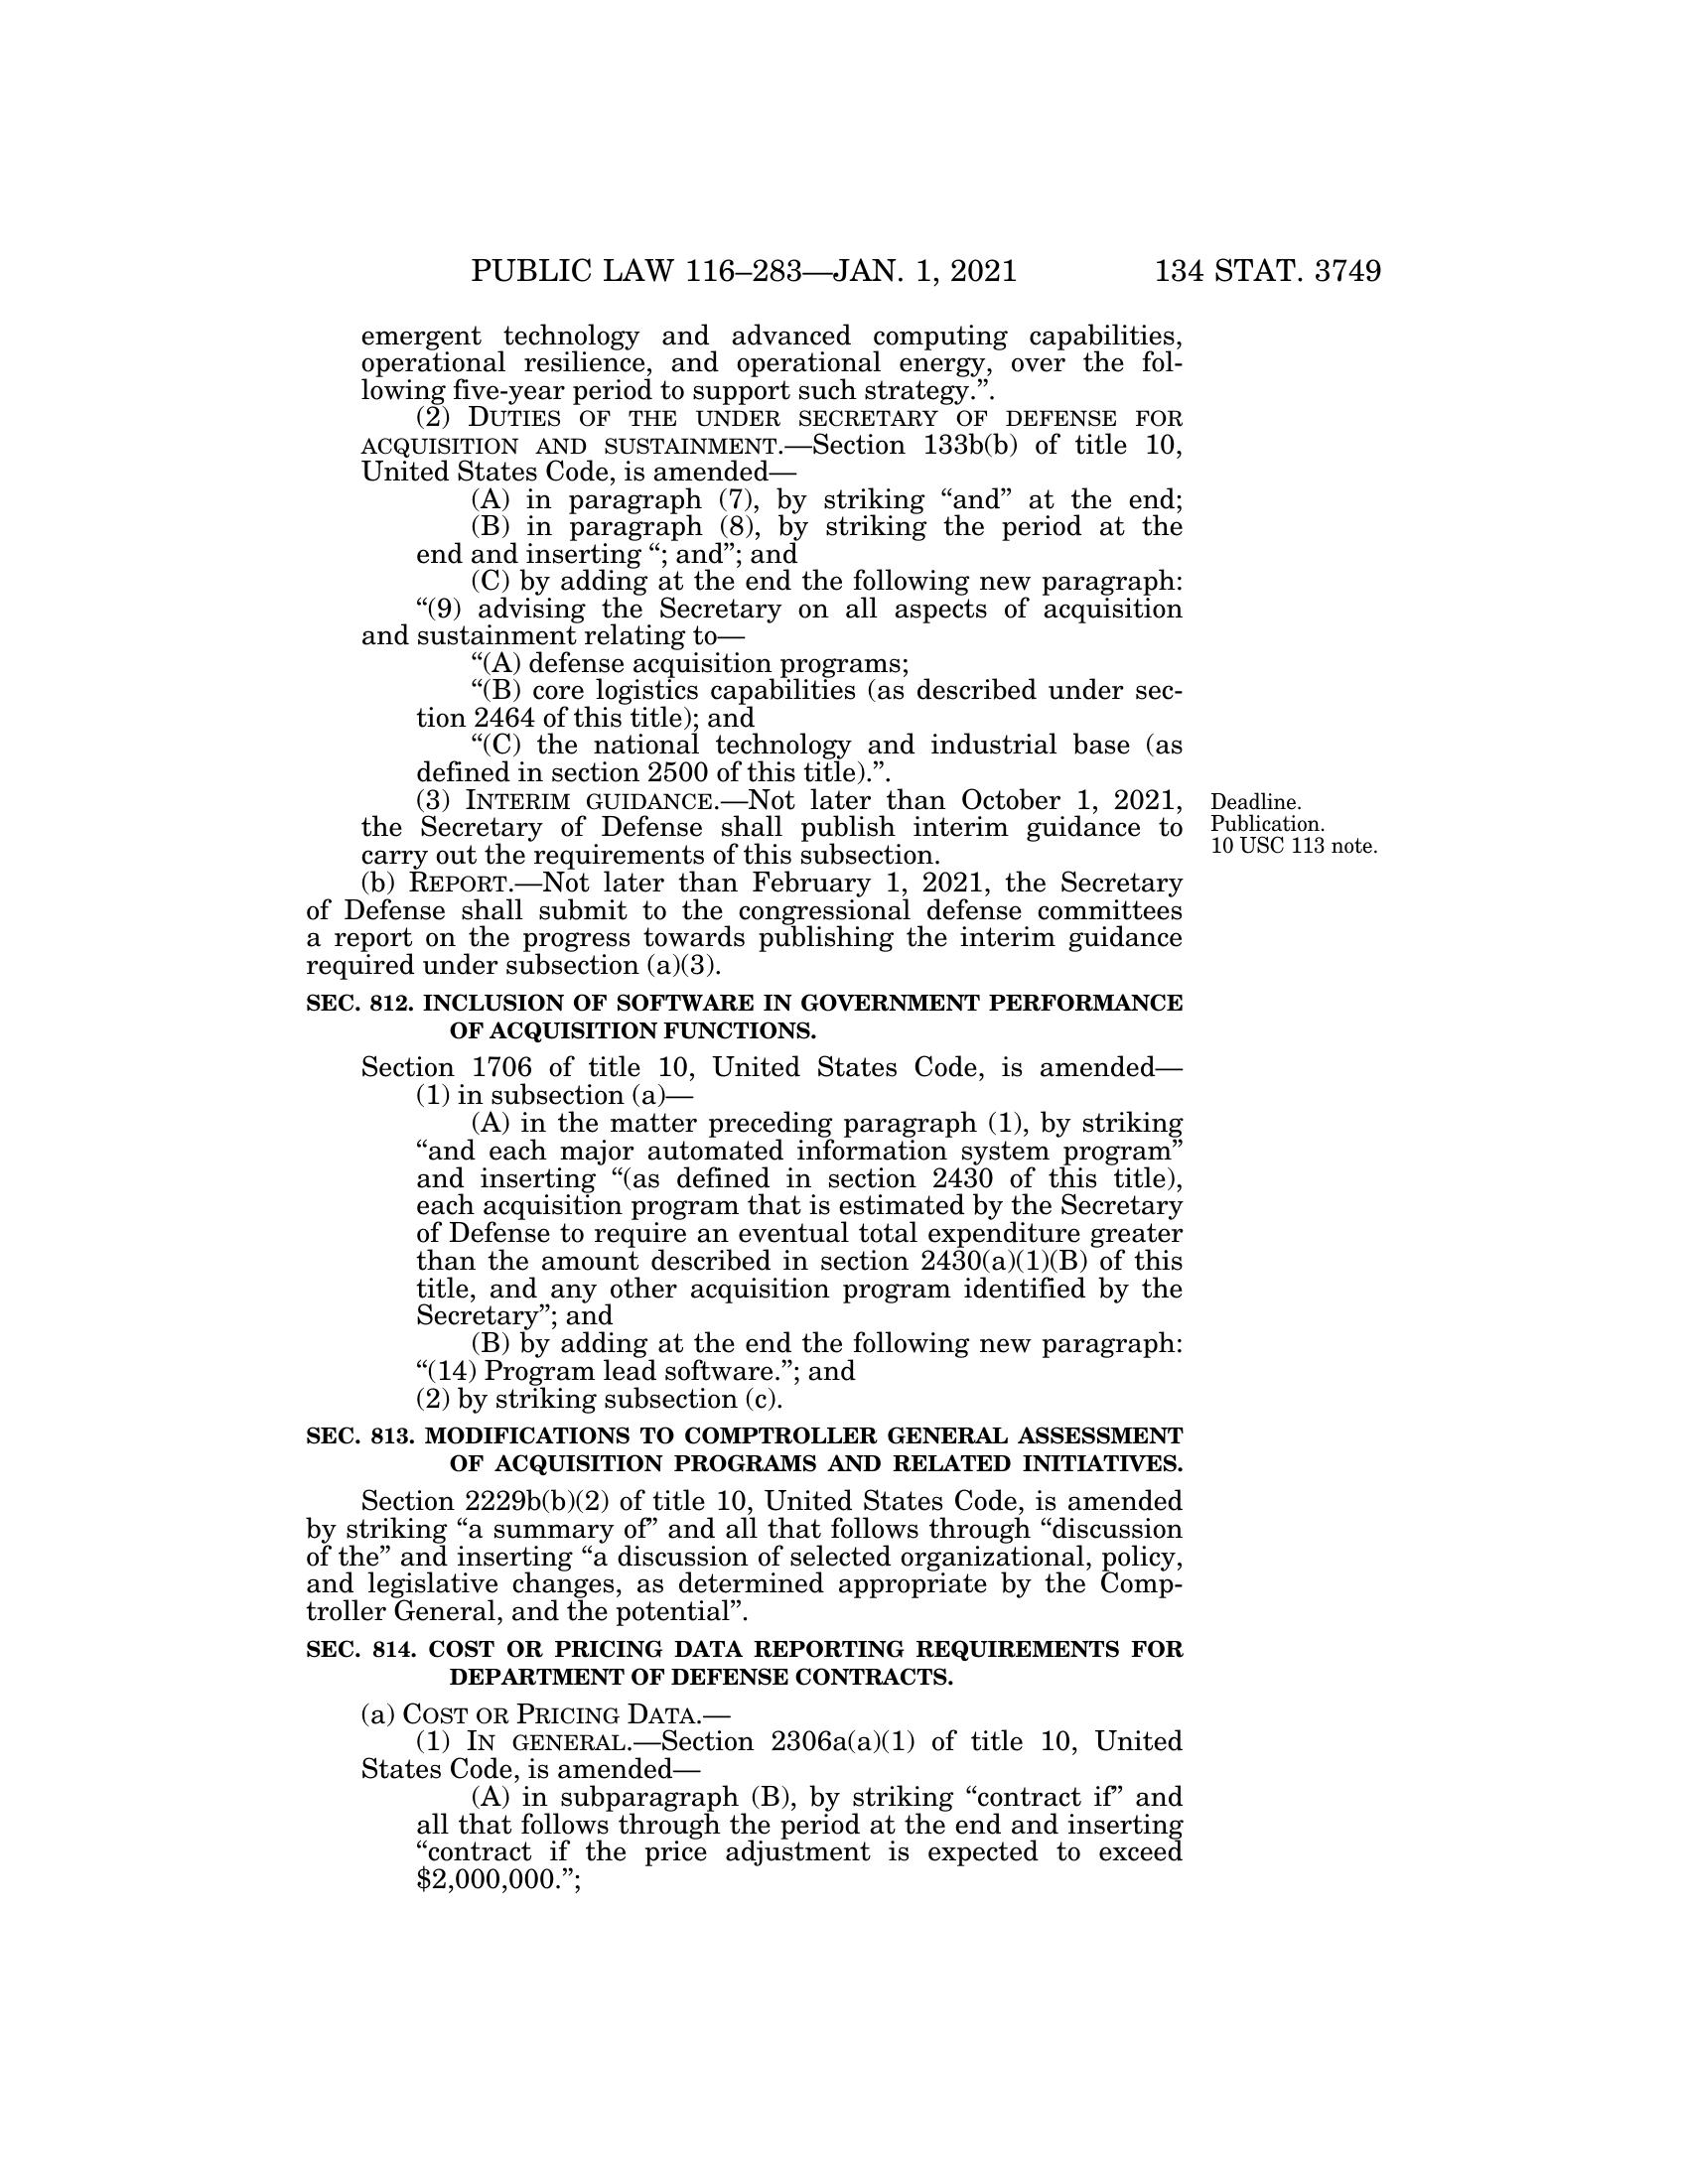 PUBLIC LAW 116–283—JAN. 1, 2021 134 STAT. 3749
emergent technology and advanced computing capabilities,
operational resilience, and operational energy, over the fol-
lowing five-year period to support such strategy.”.
(2) DUTIES OF THE UNDER SECRETARY OF DEFENSE FOR
ACQUISITION AND SUSTAINMENT.—Section 133b(b) of title 10,
United States Code, is amended—
(A) in paragraph (7), by striking “and” at the end;
(B) in paragraph (8), by striking the period at the
end and inserting “; and”; and
(C) by adding at the end the following new paragraph:
“(9) advising the Secretary on all aspects of acquisition
and sustainment relating to—
“(A) defense acquisition programs;
“(B) core logistics capabilities (as described under sec-
tion 2464 of this title); and
“(C) the national technology and industrial base (as
defined in section 2500 of this title).”.
(3) INTERIM GUIDANCE.—Not later than October 1, 2021,
the Secretary of Defense shall publish interim guidance to
carry out the requirements of this subsection.
Deadline.
Publication.
10 USC 113 note.
(b) REPORT.—Not later than February 1, 2021, the Secretary
of Defense shall submit to the congressional defense committees
a report on the progress towards publishing the interim guidance
required under subsection (a)(3).
SEC. 812. INCLUSION OF SOFTWARE IN GOVERNMENT PERFORMANCE
OF ACQUISITION FUNCTIONS.
Section 1706 of title 10, United States Code, is amended—
(1) in subsection (a)—
(A) in the matter preceding paragraph (1), by striking
“and each major automated information system program”
and inserting “(as defined in section 2430 of this title),
each acquisition program that is estimated by the Secretary
of Defense to require an eventual total expenditure greater
than the amount described in section 2430(a)(1)(B) of this
title, and any other acquisition program identified by the
Secretary”; and
(B) by adding at the end the following new paragraph:
“(14) Program lead software.”; and
(2) by striking subsection (c).
SEC. 813. MODIFICATIONS TO COMPTROLLER GENERAL ASSESSMENT
OF ACQUISITION PROGRAMS AND RELATED INITIATIVES.
Section 2229b(b)(2) of title 10, United States Code, is amended
by striking “a summary of” and all that follows through “discussion
of the” and inserting “a discussion of selected organizational, policy,
and legislative changes, as determined appropriate by the Comp-
troller General, and the potential”.
SEC. 814. COST OR PRICING DATA REPORTING REQUIREMENTS FOR
DEPARTMENT OF DEFENSE CONTRACTS.
(a) COST OR PRICING DATA.—
(1) IN GENERAL.—Section 2306a(a)(1) of title 10, United
States Code, is amended—
(A) in subparagraph (B), by striking “contract if” and
all that follows through the period at the end and inserting
“contract if the price adjustment is expected to exceed
$2,000,000.”;